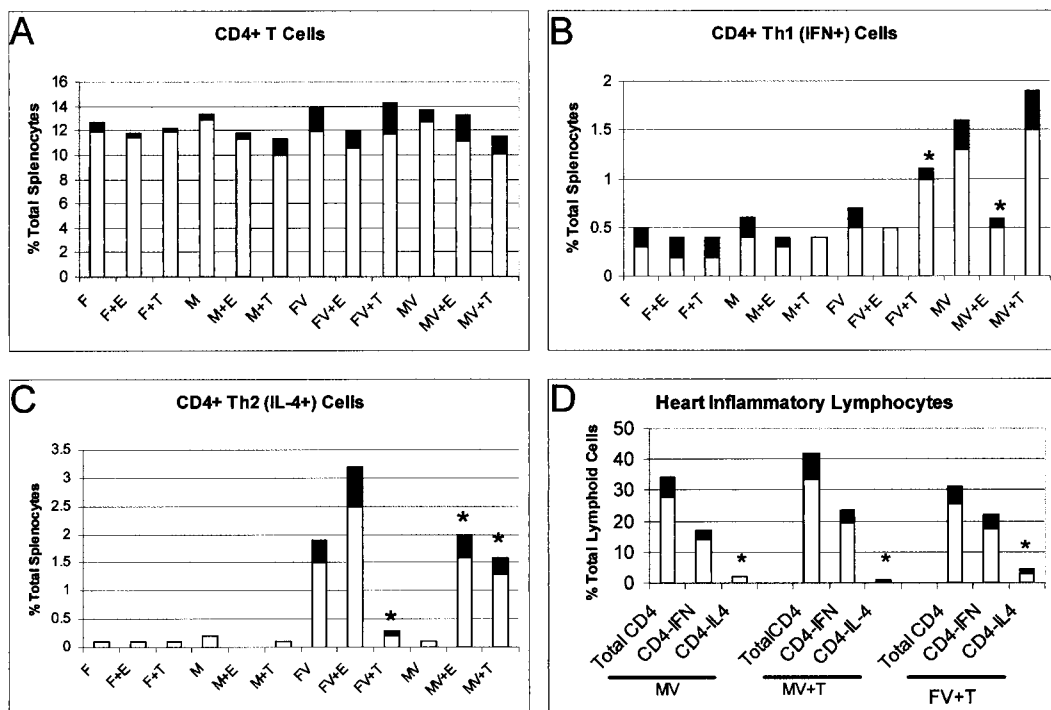 A
CD4+ T Cells
% Total Splenocytes
16
14
12
10
8
6
4
2
0
F
F+E
F+T
M
M+E
M+T
FV
FV+E
FV+T
MV
MV+E
MV+T
B
CD4+ Th1 (IFN+) Cells
% Total Splenocytes
2
1.5
1
0.5
0
*
*
F
F+E
F+T
M
M+E
M+T
FV
FV+E
FV+T
MV
MV+E
MV+T
C
CD4+ Th2 (IL-4+) Cells
% Total Splenocytes
3.5
3
2.5
2
1.5
1
0.5
0
*
*
*
F
F+E
F+T
M
M+E
M+T
FV
FV+E
FV+T
MV
MV+E
MV+T
D
Heart Inflammatory Lymphocytes
% Total Lymphoid Cells
50
40
30
20
10
0
*
*
*
Total CD4
CD4-IFN
CD4-IL4
TotalCD4
CD4-IFN
CD4-IL-4
Total CD4
CD4-IFN
CD4-IL4
MV
MV+T
FV+T